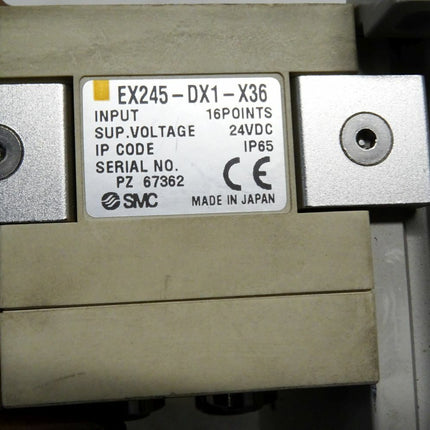 EX245-DX1-X36
INPUT 16POINTS
SUP.VOLTAGE 24VDC
IP CODE IP65
SERIAL NO.
PZ 67362
CE
SMC MADE IN JAPAN